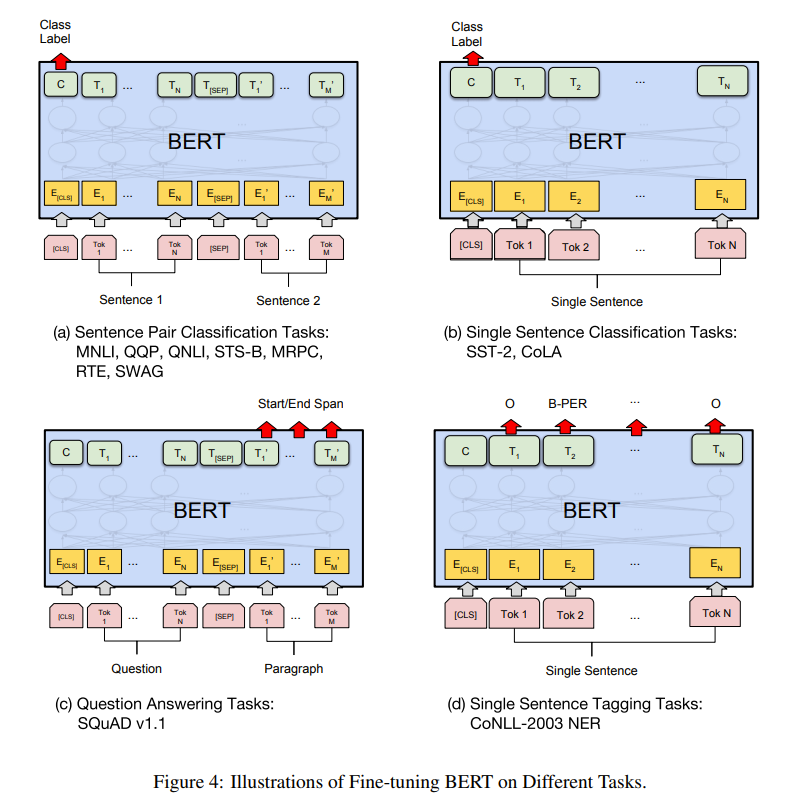 Class
Label
C T1 ... TN T[SEP] T1' ... TM'
BERT
E[CLS] E1 ... EN E[SEP] E1' ... EM'
[CLS] Tok 1 ... Tok N [SEP] Tok 1 ... Tok M
Sentence 1 Sentence 2
(a) Sentence Pair Classification Tasks:
MNLI, QQP, QNLI, STS-B, MRPC,
RTE, SWAG
Class
Label
C T1 T2 ... TN
BERT
E[CLS] E1 E2 EN
[CLS] Tok 1 Tok 2 ... Tok N
Single Sentence
(b) Single Sentence Classification Tasks:
SST-2, CoLA
Start/End Span
C T1 ... TN T[SEP] T1' ... TM'
BERT
E[CLS] E1 ... EN E[SEP] E1' ... EM'
[CLS] Tok 1 ... Tok N [SEP] Tok 1 ... Tok M
Question Paragraph
(c) Question Answering Tasks:
SQuAD v1.1
O B-PER ... O
C T1 T2 ... TN
BERT
E[CLS] E1 E2 EN
[CLS] Tok 1 Tok 2 ... Tok N
Single Sentence
(d) Single Sentence Tagging Tasks:
CoNLL-2003 NER
Figure 4: Illustrations of Fine-tuning BERT on Different Tasks.